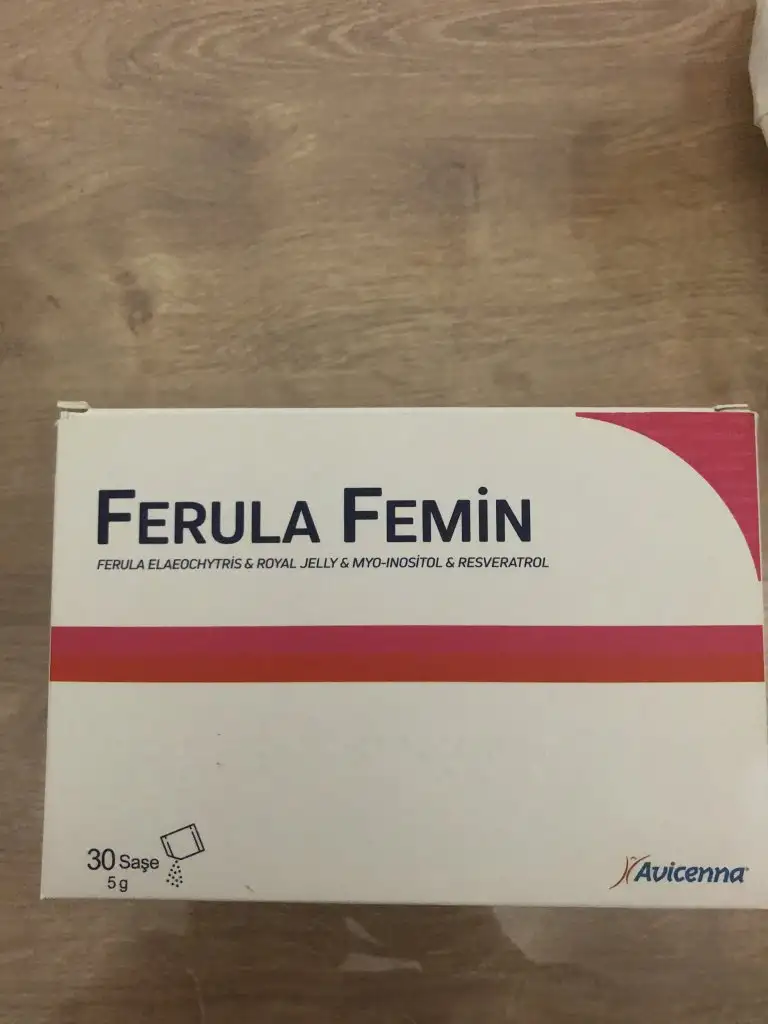 FERULA FEMİN
FERULA ELAEOCHYTRİS & ROYAL JELLY & MYO-INOSİTOL & RESVERATROL
30 Saşe
5 g
Avicenna